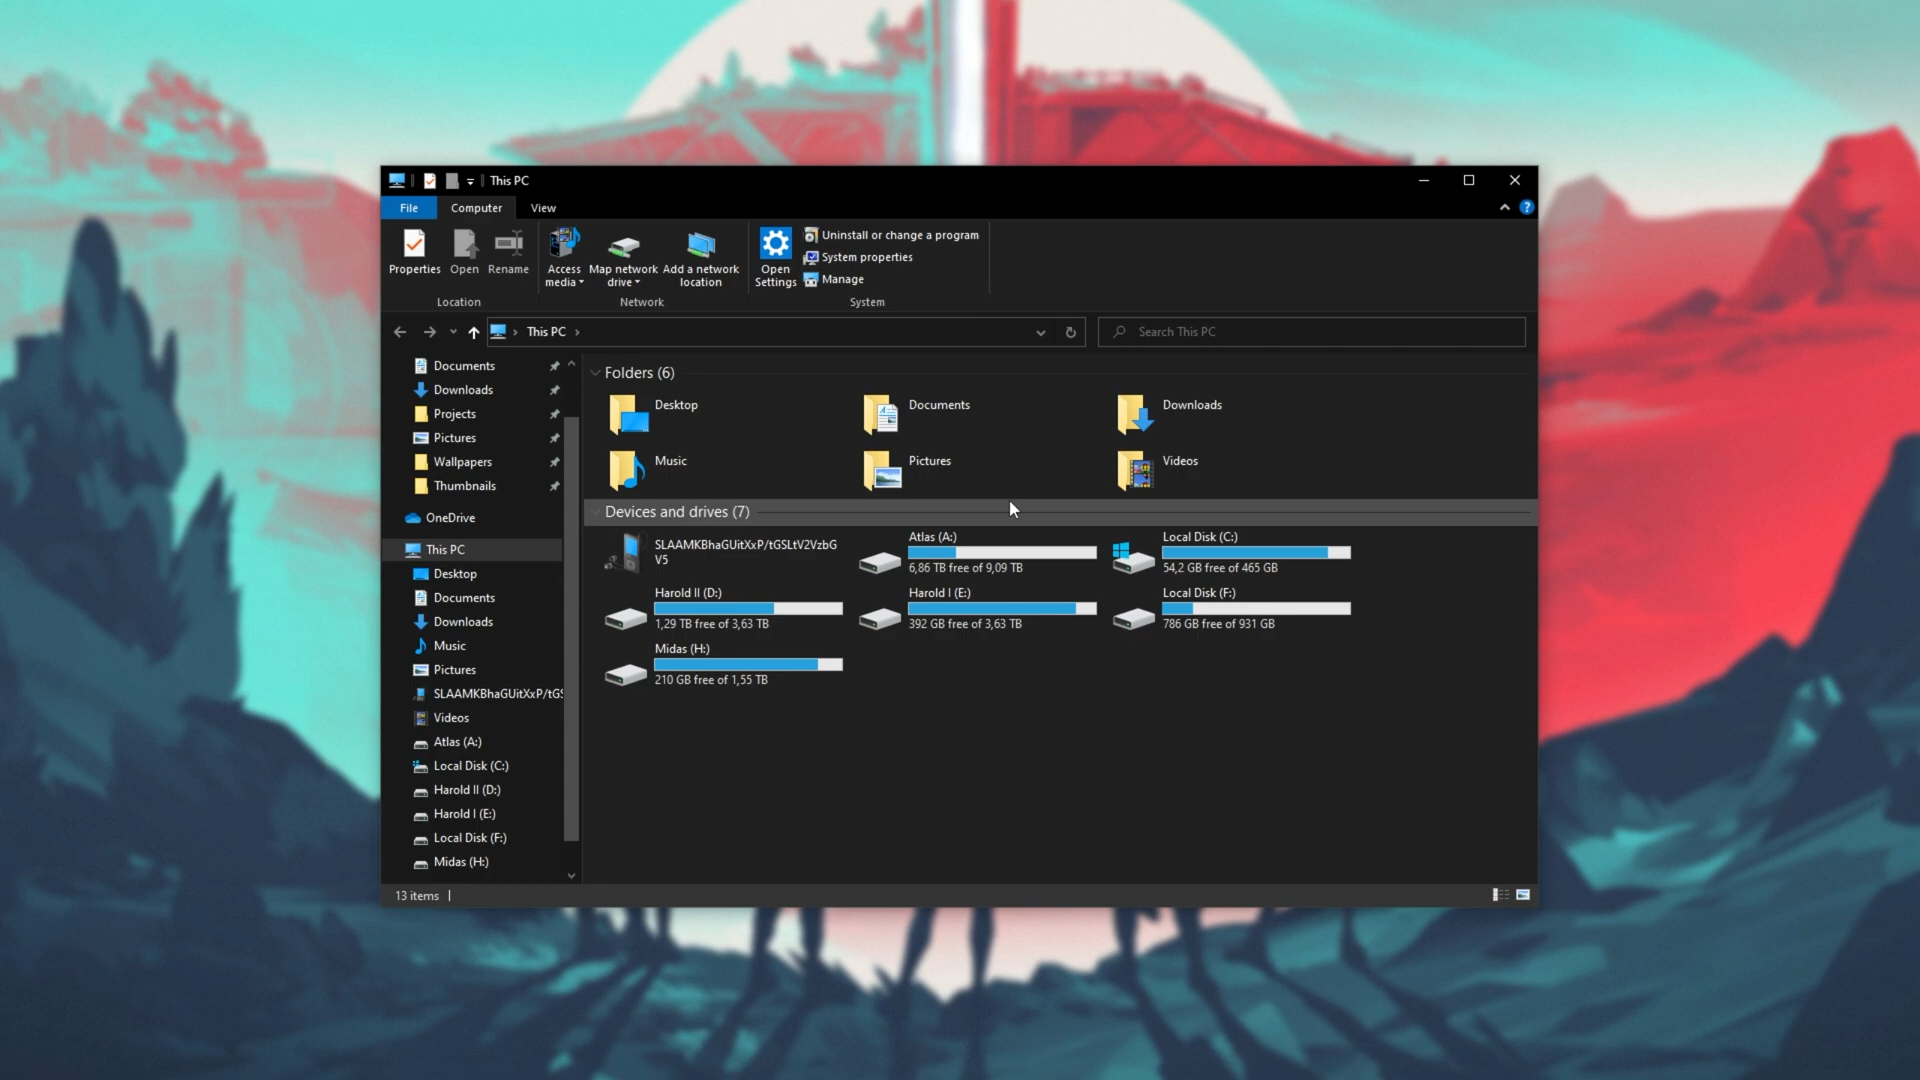 This PC
File Computer View
Properties Open Rename
Access media Map network drive Add a network location
Open Settings
Uninstall or change a program
System properties
Manage
Location Network System
This PC
Search This PC
Documents
Downloads
Projects
Pictures
Wallpapers
Thumbnails
OneDrive
This PC
Desktop
Documents
Downloads
Music
Pictures
SLAAMKBhaGUitXxP/tGS
Videos
Atlas (A:)
Local Disk (C:)
Harold II (D:)
Harold I (E:)
Local Disk (F:)
Midas (H:)
Folders (6)
Desktop Documents Downloads
Music Pictures Videos
Devices and drives (7)
SLAAMKBhaGUitXxP/tGSLtV2VzbG
V5
Atlas (A:)
6,86 TB free of 9,09 TB
Local Disk (C:)
54,2 GB free of 465 GB
Harold II (D:)
1,29 TB free of 3,63 TB
Harold I (E:)
392 GB free of 3,63 TB
Local Disk (F:)
786 GB free of 931 GB
Midas (H:)
210 GB free of 1,55 TB
13 items